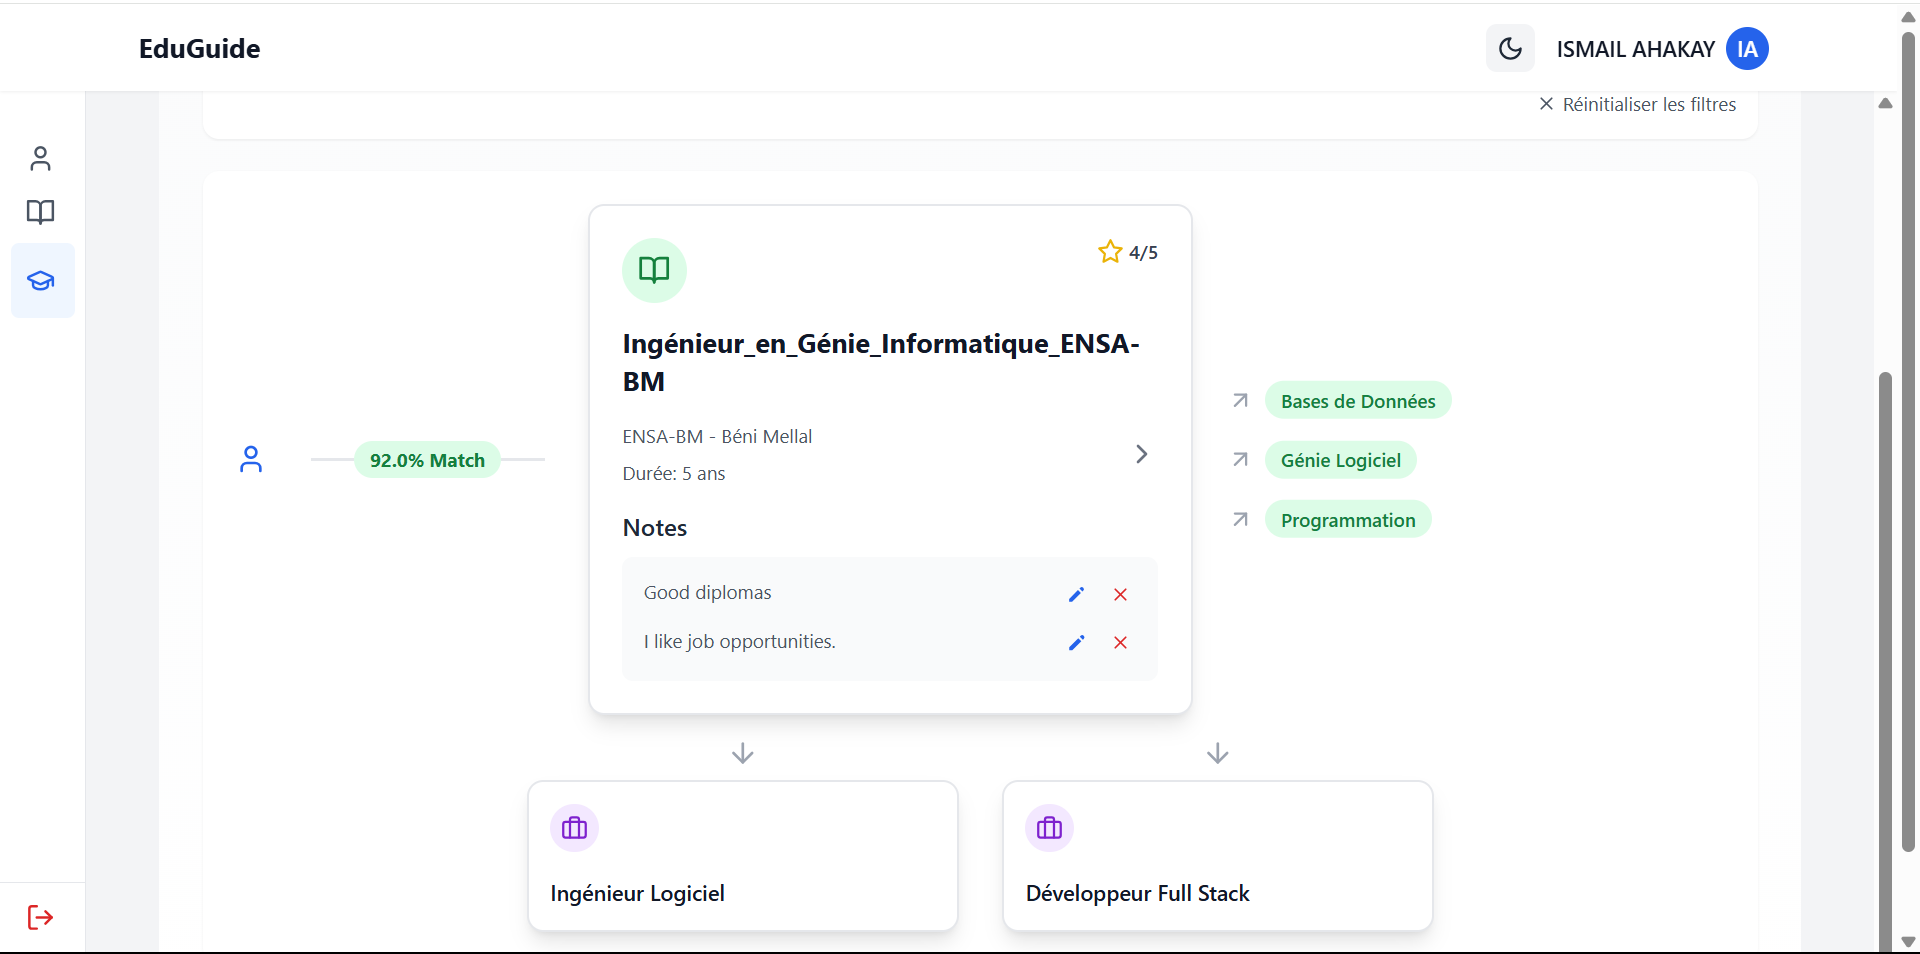 EduGuide
ISMAIL AHAKAY
IA
Réinitialiser les filtres
4/5
Ingénieur_en_Génie_Informatique_ENSA-
BM
ENSA-BM - Béni Mellal
Durée: 5 ans
92.0% Match
Bases de Données
Génie Logiciel
Programmation
Notes
Good diplomas
I like job opportunities.
Ingénieur Logiciel
Développeur Full Stack